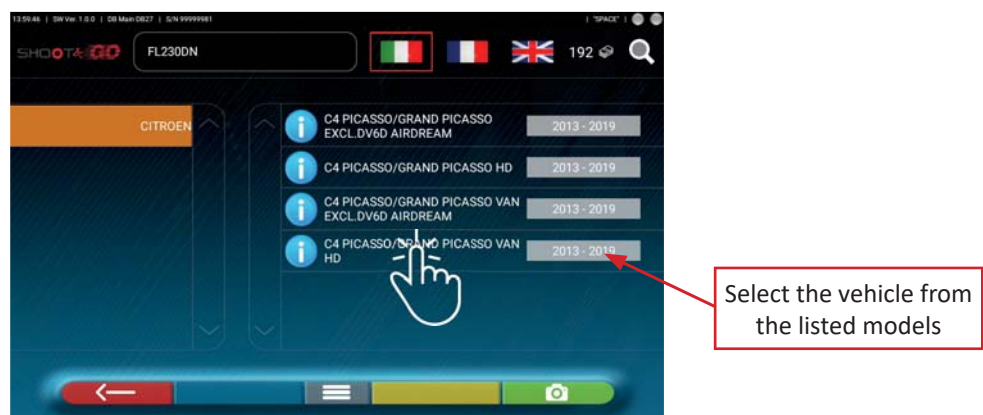 13:59:46 | SW Ver. 1.0.0 | DB Main DB27 | S/N 99999981
| "SPACE" |
SHOOT& GO
FL230DN
192
CITROEN
C4 PICASSO/GRAND PICASSO
EXCL.DV6D AIRDREAM
2013 - 2019
C4 PICASSO/GRAND PICASSO HD
2013 - 2019
C4 PICASSO/GRAND PICASSO VAN
EXCL.DV6D AIRDREAM
2013 - 2019
C4 PICASSO/GRAND PICASSO VAN
HD
2013 - 2019
Select the vehicle from
the listed models